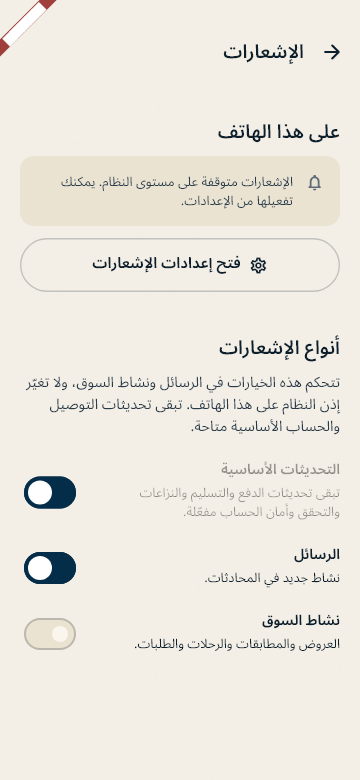 الإشعارات
على هذا الهاتف
الإشعارات متوقفة على مستوى النظام. يمكنك
تفعيلها من الإعدادات.
فتح إعدادات الإشعارات
أنواع الإشعارات
تتحكم هذه الخيارات في الرسائل ونشاط السوق، ولا تغيّر
إذن النظام على هذا الهاتف. تبقى تحديثات التوصيل
والحساب الأساسية متاحة.
التحديثات الأساسية
تبقى تحديثات الدفع والتسليم والنزاعات
والتحقق وأمان الحساب مفعّلة.
الرسائل
نشاط جديد في المحادثات.
نشاط السوق
العروض والمطابقات والرحلات والطلبات.